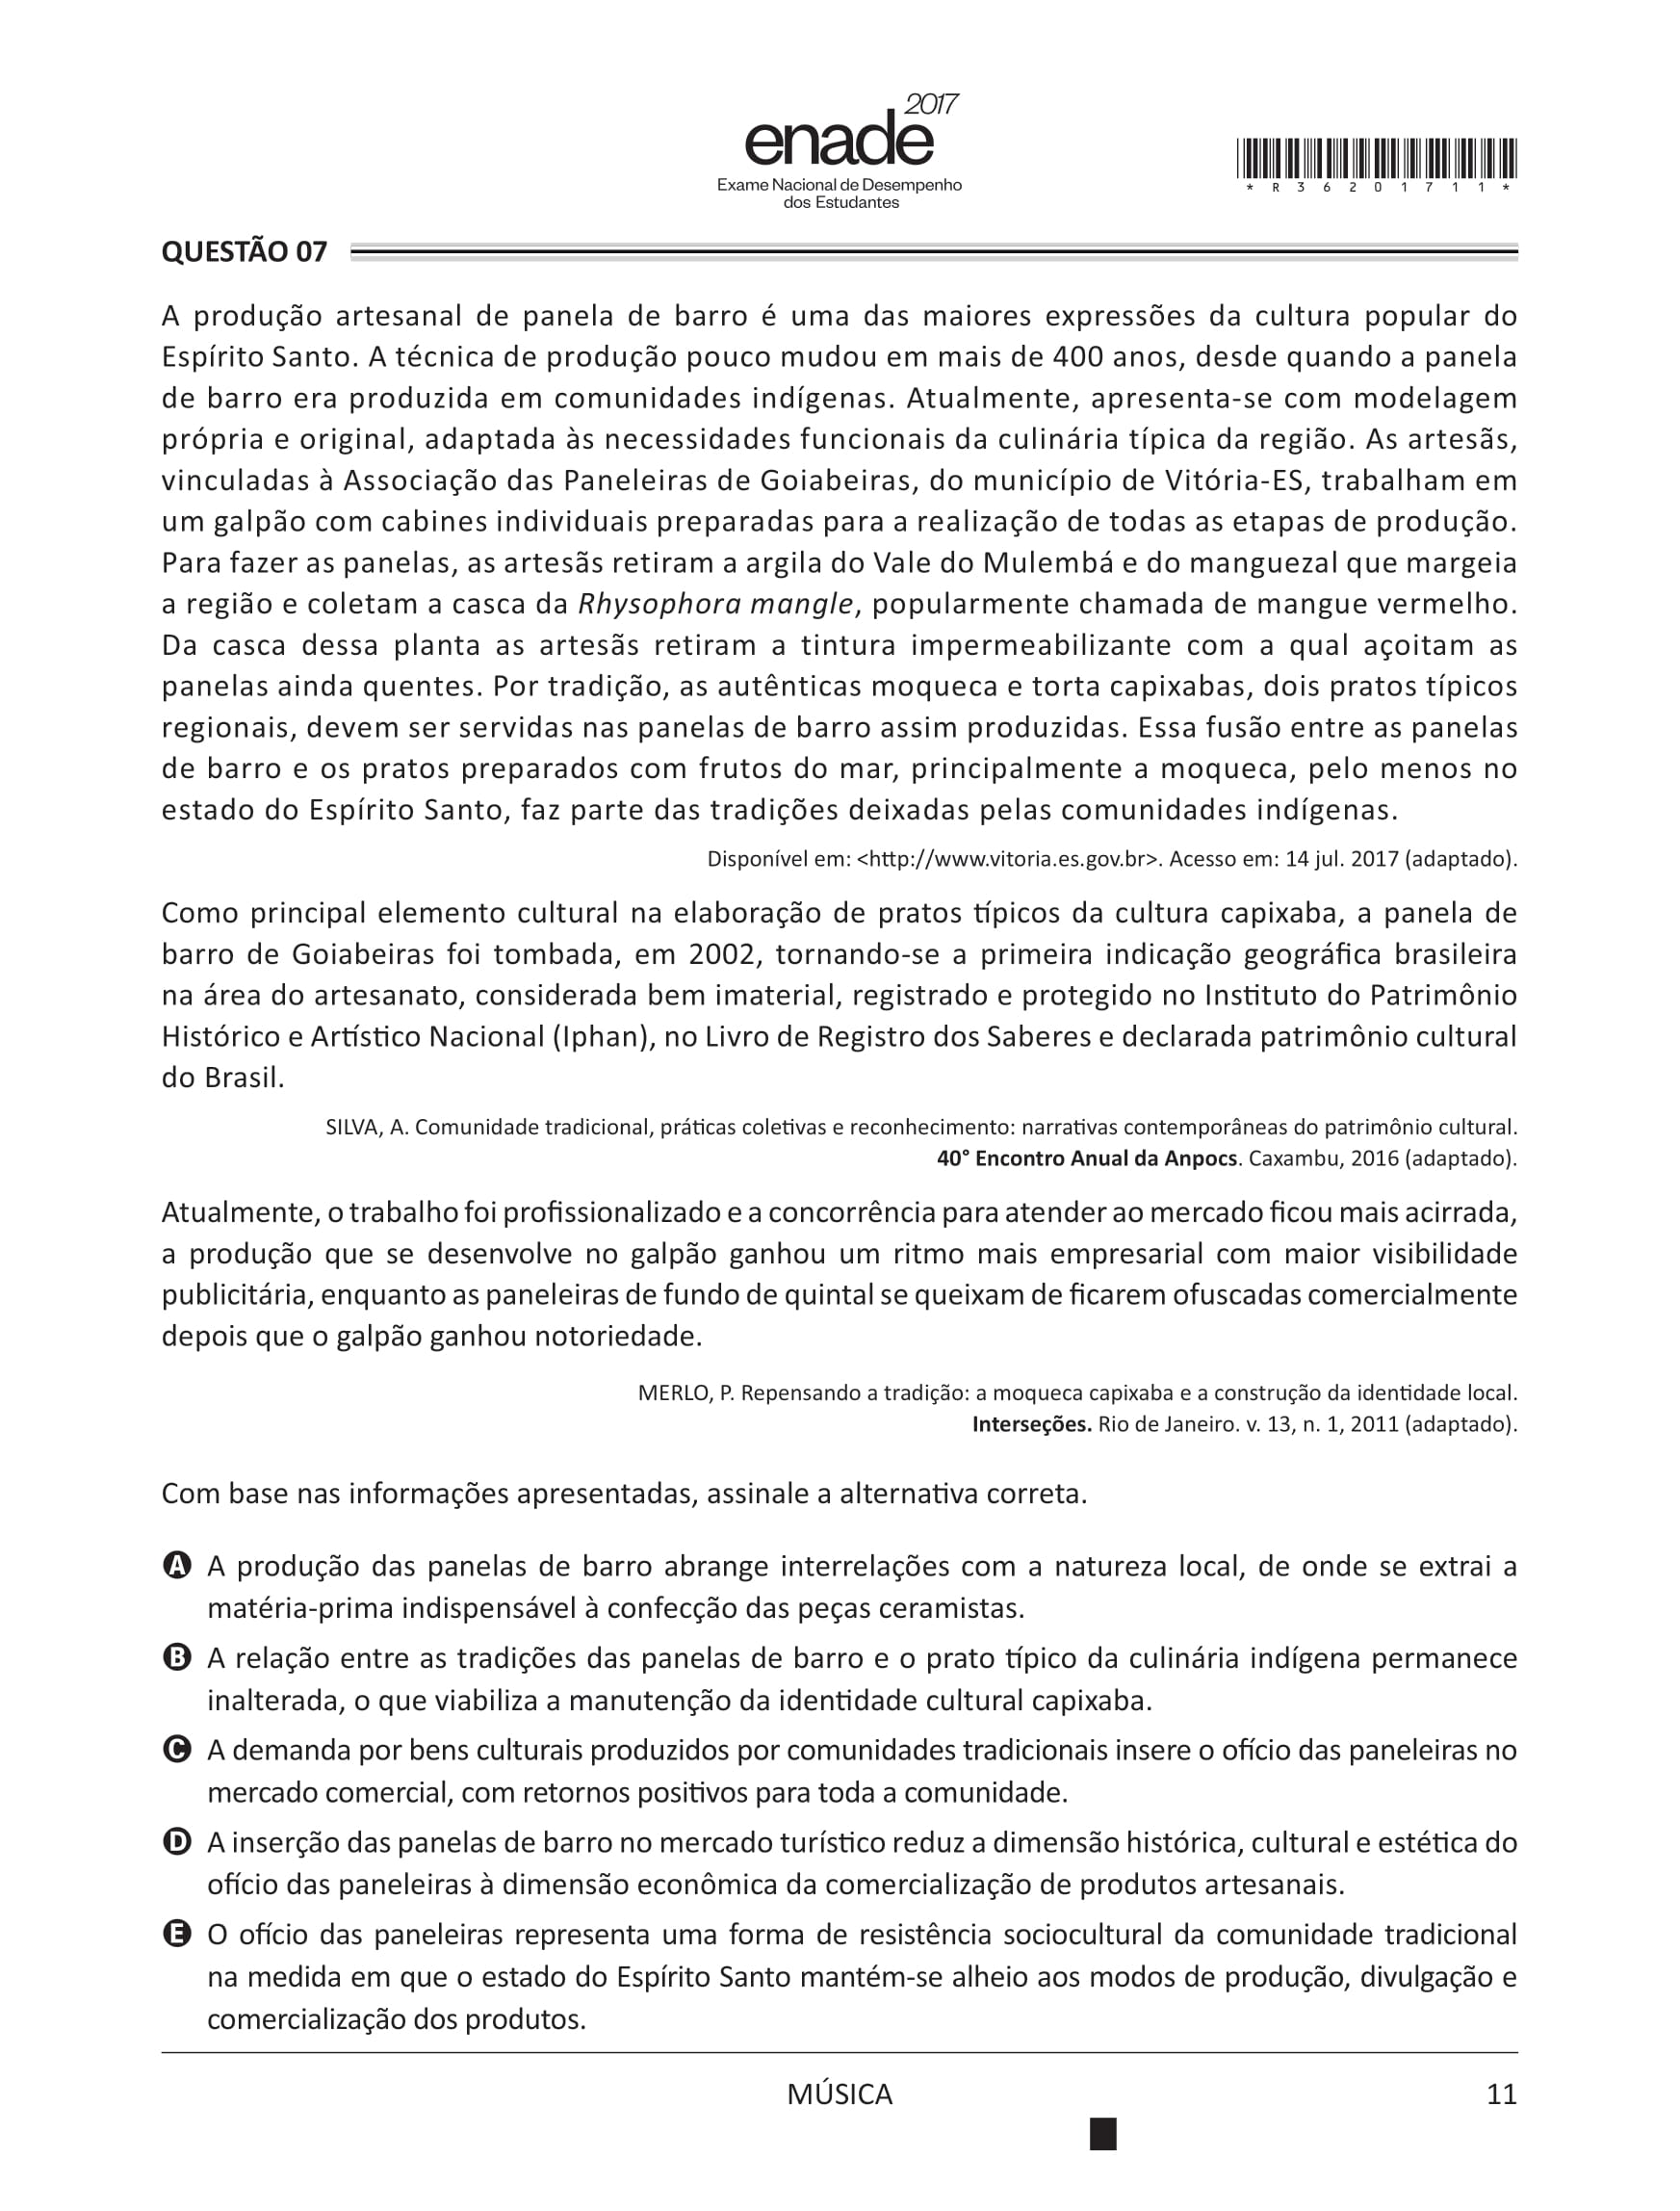 2017
enade
Exame Nacional de Desempenho
dos Estudantes
* R 3 6 2 0 1 7 1 1 *
QUESTÃO 07
A produção artesanal de panela de barro é uma das maiores expressões da cultura popular do
Espírito Santo. A técnica de produção pouco mudou em mais de 400 anos, desde quando a panela
de barro era produzida em comunidades indígenas. Atualmente, apresenta-se com modelagem
própria e original, adaptada às necessidades funcionais da culinária típica da região. As artesãs,
vinculadas à Associação das Paneleiras de Goiabeiras, do município de Vitória-ES, trabalham em
um galpão com cabines individuais preparadas para a realização de todas as etapas de produção.
Para fazer as panelas, as artesãs retiram a argila do Vale do Mulembá e do manguezal que margeia
a região e coletam a casca da Rhysophora mangle, popularmente chamada de mangue vermelho.
Da casca dessa planta as artesãs retiram a tintura impermeabilizante com a qual açoitam as
panelas ainda quentes. Por tradição, as autênticas moqueca e torta capixabas, dois pratos típicos
regionais, devem ser servidas nas panelas de barro assim produzidas. Essa fusão entre as panelas
de barro e os pratos preparados com frutos do mar, principalmente a moqueca, pelo menos no
estado do Espírito Santo, faz parte das tradições deixadas pelas comunidades indígenas.
Disponível em: <http://www.vitoria.es.gov.br>. Acesso em: 14 jul. 2017 (adaptado).
Como principal elemento cultural na elaboração de pratos típicos da cultura capixaba, a panela de
barro de Goiabeiras foi tombada, em 2002, tornando-se a primeira indicação geográfica brasileira
na área do artesanato, considerada bem imaterial, registrado e protegido no Instituto do Patrimônio
Histórico e Artístico Nacional (Iphan), no Livro de Registro dos Saberes e declarada patrimônio cultural
do Brasil.
SILVA, A. Comunidade tradicional, práticas coletivas e reconhecimento: narrativas contemporâneas do patrimônio cultural.
40° Encontro Anual da Anpocs. Caxambu, 2016 (adaptado).
Atualmente, o trabalho foi profissionalizado e a concorrência para atender ao mercado ficou mais acirrada,
a produção que se desenvolve no galpão ganhou um ritmo mais empresarial com maior visibilidade
publicitária, enquanto as paneleiras de fundo de quintal se queixam de ficarem ofuscadas comercialmente
depois que o galpão ganhou notoriedade.
MERLO, P. Repensando a tradição: a moqueca capixaba e a construção da identidade local.
Interseções. Rio de Janeiro. v. 13, n. 1, 2011 (adaptado).
Com base nas informações apresentadas, assinale a alternativa correta.
A A produção das panelas de barro abrange interrelações com a natureza local, de onde se extrai a
matéria-prima indispensável à confecção das peças ceramistas.
B A relação entre as tradições das panelas de barro e o prato típico da culinária indígena permanece
inalterada, o que viabiliza a manutenção da identidade cultural capixaba.
C A demanda por bens culturais produzidos por comunidades tradicionais insere o ofício das paneleiras no
mercado comercial, com retornos positivos para toda a comunidade.
D A inserção das panelas de barro no mercado turístico reduz a dimensão histórica, cultural e estética do
ofício das paneleiras à dimensão econômica da comercialização de produtos artesanais.
E O ofício das paneleiras representa uma forma de resistência sociocultural da comunidade tradicional
na medida em que o estado do Espírito Santo mantém-se alheio aos modos de produção, divulgação e
comercialização dos produtos.
MÚSICA
11